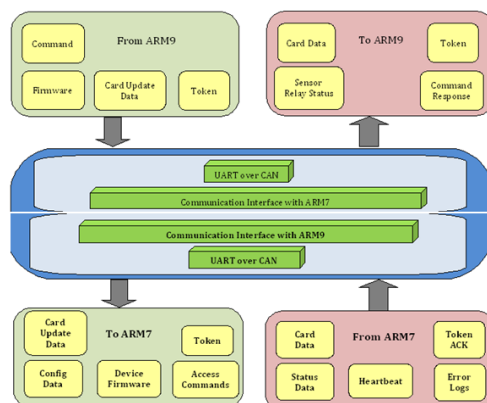 From ARM9
Command
Firmware
Card Update
Data
Token
To ARM9
Card Data
Token
Sensor
Relay Status
Command
Response
UART over CAN
Communication Interface with ARM7
Communication Interface with ARM9
UART over CAN
To ARM7
Card
Update
Data
Token
Config
Data
Device
Firmware
Access
Commands
From ARM7
Card
Data
Token
ACK
Status
Data
Heartbeat
Error
Logs